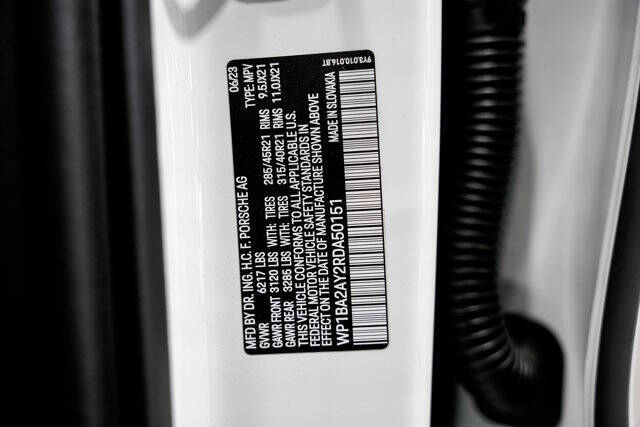 MFD BY DR. ING. H.C. F. PORSCHE AG 06/23
GVWR 6217 LBS TYPE: MPV
GAWR FRONT 3120 LBS WITH: TIRES 285/45R21 RIMS 9.5JX21
GAWR REAR 3285 LBS WITH: TIRES 315/40R21 RIMS 11.0JX21
THIS VEHICLE CONFORMS TO ALL APPLICABLE U.S.
FEDERAL MOTOR VEHICLE SAFETY STANDARDS IN
EFFECT ON THE DATE OF MANUFACTURE SHOWN ABOVE
WP1BA2AY2RDA50151 MADE IN SLOVAKIA
9Y3.010.016.BT